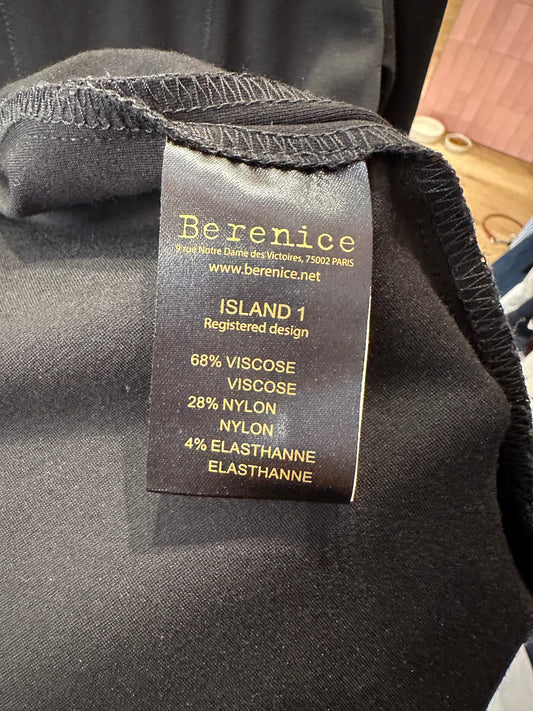 Berenice
9 rue Notre Dame des Victoires, 75002 PARIS
www.berenice.net
ISLAND 1
Registered design
68% VISCOSE
VISCOSE
28% NYLON
NYLON
4% ELASTHANNE
ELASTHANNE